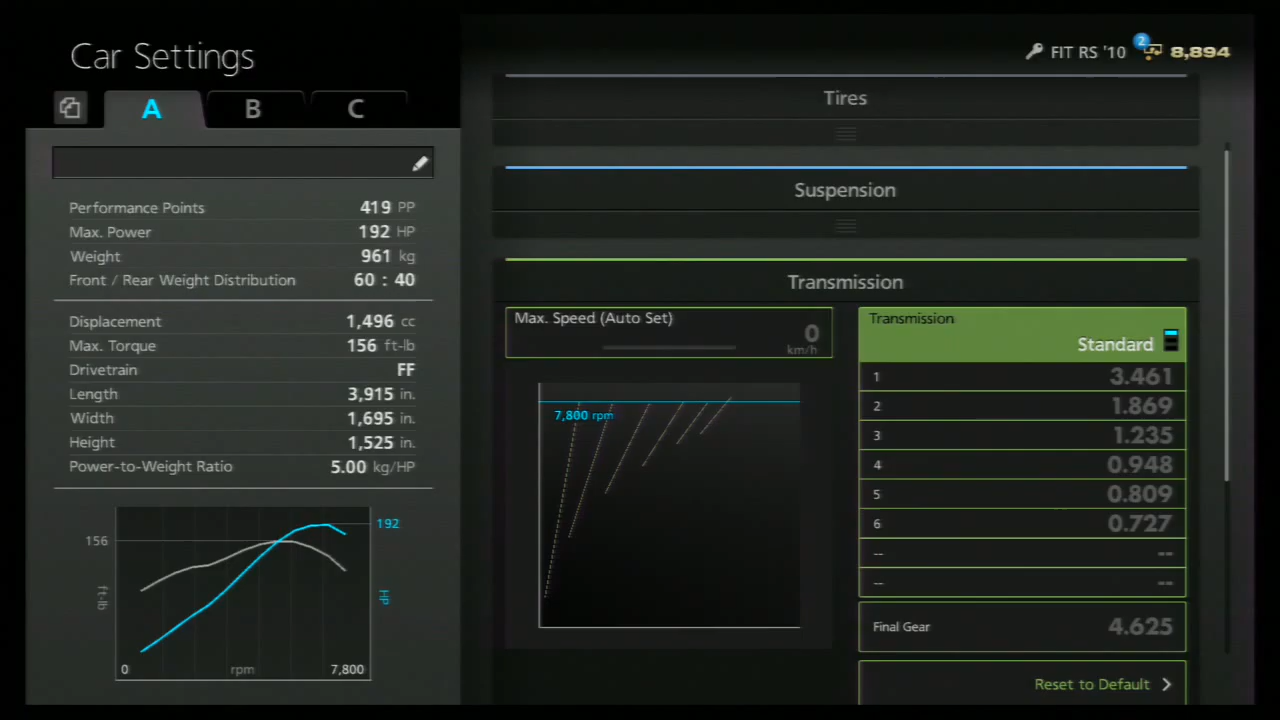 Car Settings
FIT RS '10
2
8,894
A
B
C
Performance Points 419 PP
Max. Power 192 HP
Weight 961 kg
Front / Rear Weight Distribution 60 : 40
Displacement 1,496 cc
Max. Torque 156 ft-lb
Drivetrain FF
Length 3,915 in.
Width 1,695 in.
Height 1,525 in.
Power-to-Weight Ratio 5.00 kg/HP
192
156
ft-lb
HP
0 rpm 7,800
Tires
Suspension
Transmission
Max. Speed (Auto Set)
0
km/h
7,800 rpm
Transmission
Standard
1 3.461
2 1.869
3 1.235
4 0.948
5 0.809
6 0.727
-- --
-- --
Final Gear 4.625
Reset to Default